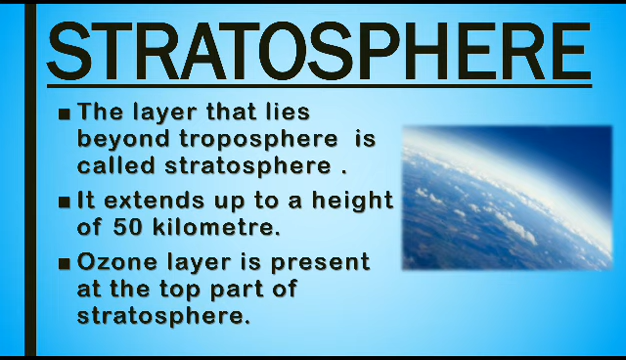 STRATOSPHERE
▪ The layer that lies
beyond troposphere is
called stratosphere .
▪ It extends up to a height
of 50 kilometre.
▪ Ozone layer is present
at the top part of
stratosphere.